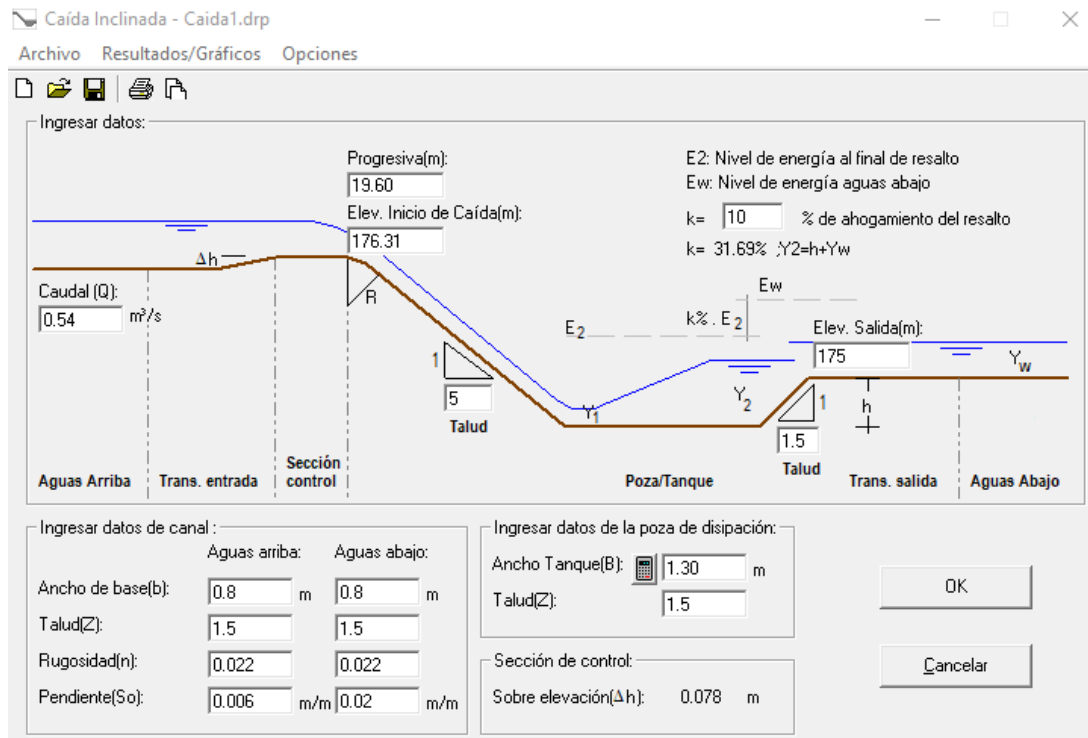 Caída Inclinada - Caida1.drp
Archivo Resultados/Gráficos Opciones
Ingresar datos:
Progresiva(m):
19.60
Elev. Inicio de Caída(m):
176.31
E2: Nivel de energía al final de resalto
Ew: Nivel de energía aguas abajo
k= 10 % de ahogamiento del resalto
k= 31.69% ;Y2=h+Yw
Δh
R
Caudal (Q):
0.54 m³/s
Ew
E2
k% . E2
Elev. Salida(m):
175
Yw
1
5
Talud
Y1
Y2
1
1.5
Talud
h
Aguas Arriba
Trans. entrada
Sección control
Poza/Tanque
Trans. salida
Aguas Abajo
Ingresar datos de canal :
Aguas arriba: Aguas abajo:
Ancho de base(b): 0.8 m 0.8 m
Talud(Z): 1.5 1.5
Rugosidad(n): 0.022 0.022
Pendiente(So): 0.006 m/m 0.02 m/m
Ingresar datos de la poza de disipación:
Ancho Tanque(B): 1.30 m
Talud(Z): 1.5
Sección de control:
Sobre elevación(Δh): 0.078 m
OK
Cancelar